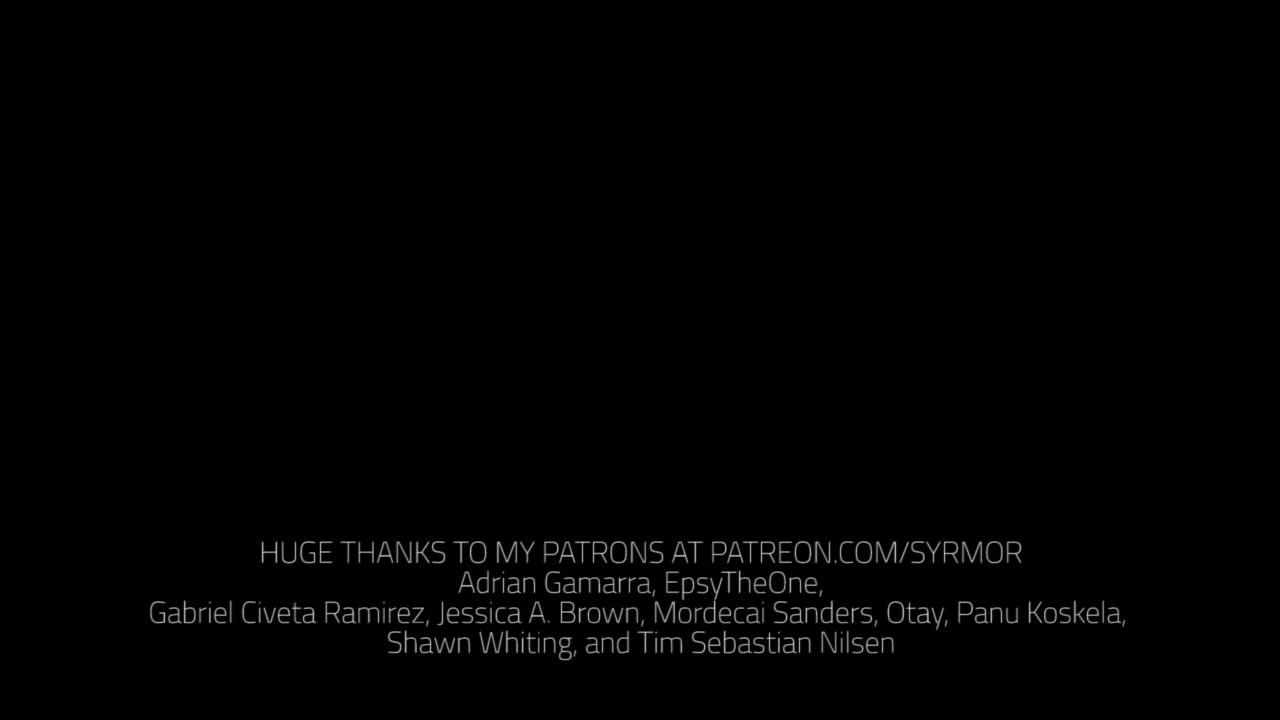 HUGE THANKS TO MY PATRONS AT PATREON.COM/SYRMOR
Adrian Gamarra, EpsyTheOne,
Gabriel Civeta Ramirez, Jessica A. Brown, Mordecai Sanders, Otay, Panu Koskela,
Shawn Whiting, and Tim Sebastian Nilsen